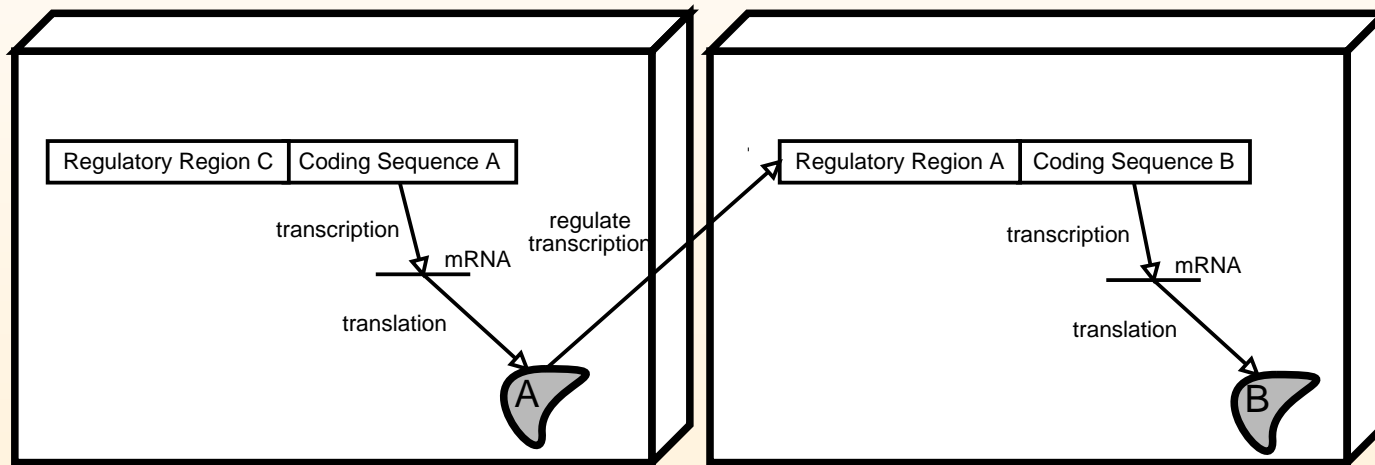 Regulatory Region C
Coding Sequence A
transcription
mRNA
translation
A
regulate
transcription
Regulatory Region A
Coding Sequence B
transcription
mRNA
translation
B